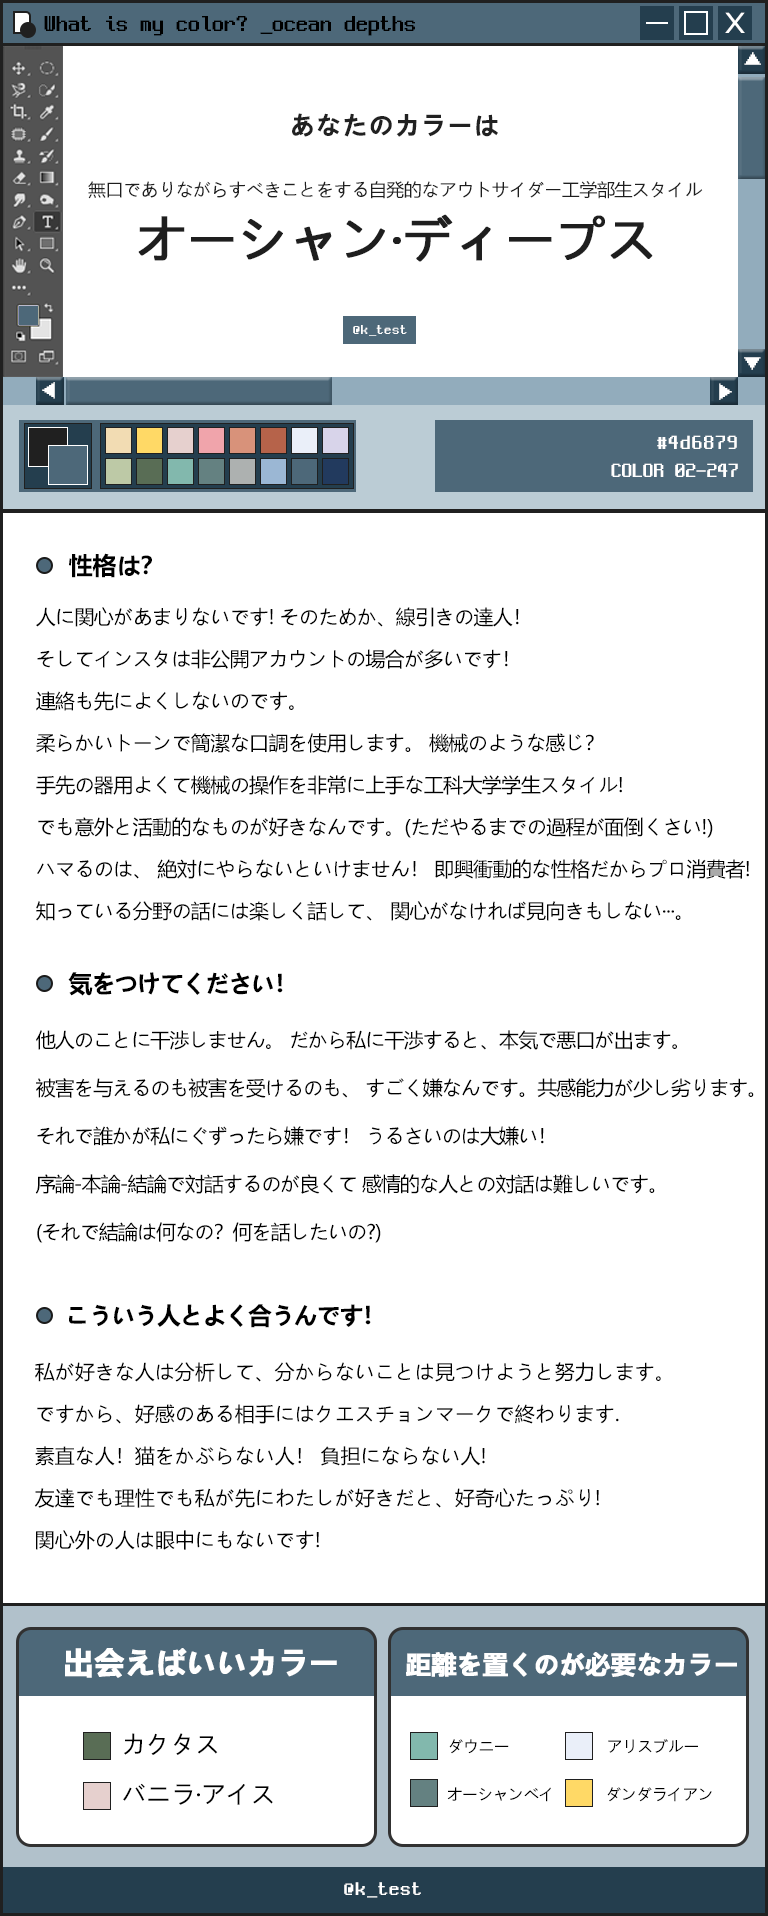 What is my color? _ocean depths
あなたのカラーは
無口でありながらすべきことをする自発的なアウトサイダー工学部生スタイル
オーシャン·ディープス
@k_test
#4d6879
COLOR 02-247
性格は?
人に関心があまりないです! そのためか、線引きの達人!
そしてインスタは非公開アカウントの場合が多いです!
連絡も先によくしないのです。
柔らかいトーンで簡潔な口調を使用します。 機械のような感じ?
手先の器用よくて機械の操作を非常に上手な工科大学学生スタイル!
でも意外と活動的なものが好きなんです。(ただやるまでの過程が面倒くさい!)
ハマるのは、 絶対にやらないといけません! 即興衝動的な性格だからプロ消費者!
知っている分野の話には楽しく話して、 関心がなければ見向きもしない…。
気をつけてください!
他人のことに干渉しません。 だから私に干渉すると、本気で悪口が出ます。
被害を与えるのも被害を受けるのも、 すごく嫌なんです。共感能力が少し劣ります。
それで誰かが私にぐずったら嫌です! うるさいのは大嫌い!
序論-本論-結論で対話するのが良くて 感情的な人との対話は難しいです。
(それで結論は何なの? 何を話したいの?)
こういう人とよく合うんです!
私が好きな人は分析して、分からないことは見つけようと努力します。
ですから、好感のある相手にはクエスチョンマークで終わります.
素直な人! 猫をかぶらない人! 負担にならない人!
友達でも理性でも私が先にわたしが好きだと、好奇心たっぷり!
関心外の人は眼中にもないです!
出会えばいいカラー
カクタス
バニラ·アイス
距離を置くのが必要なカラー
ダウニー
アリスブルー
オーシャンベイ
ダンダライアン
@k_test